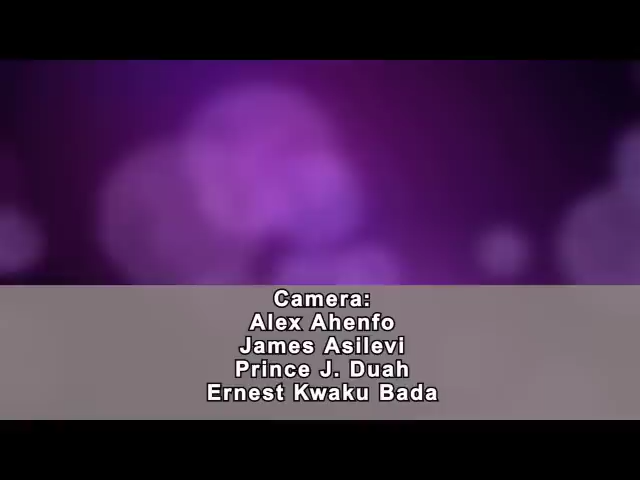 Camera:
Alex Ahenfo
James Asilevi
Prince J. Duah
Ernest Kwaku Bada